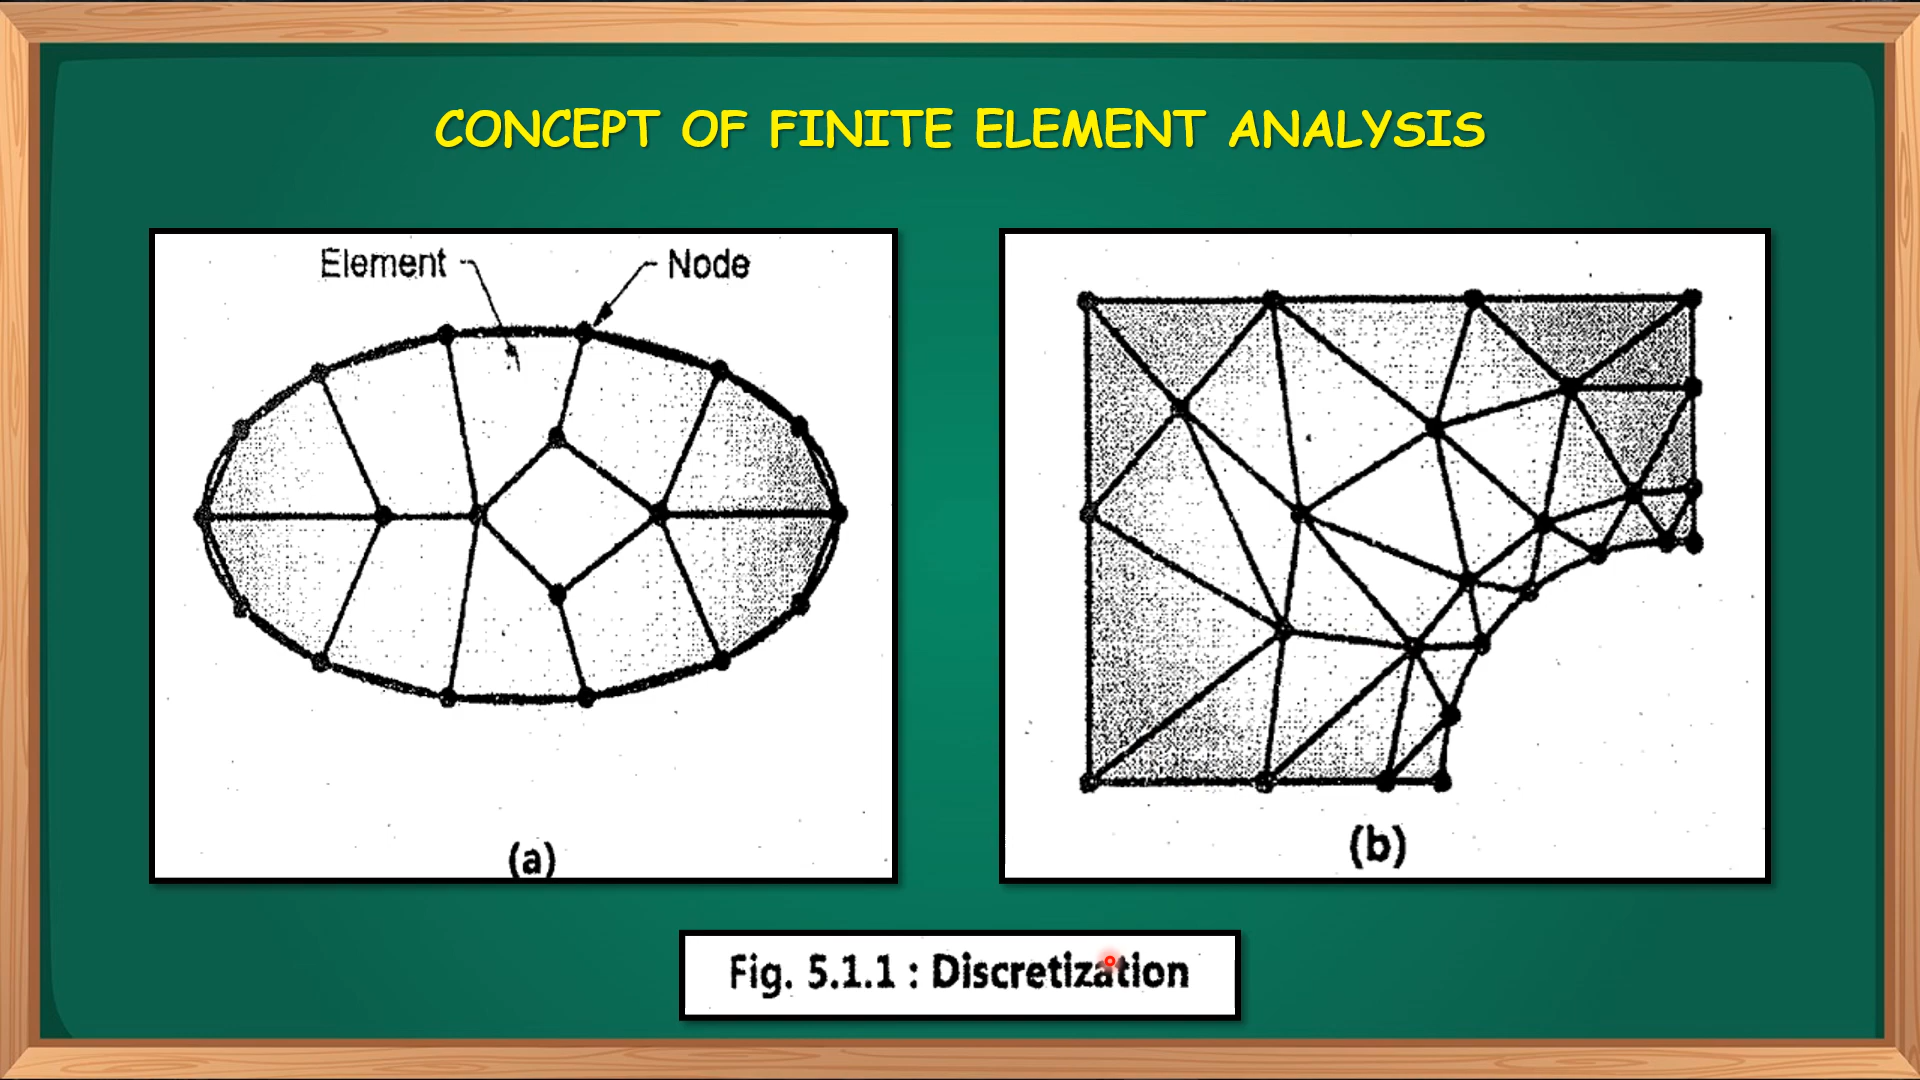 CONCEPT OF FINITE ELEMENT ANALYSIS
Element
Node
(a)
(b)
Fig. 5.1.1 : Discretization